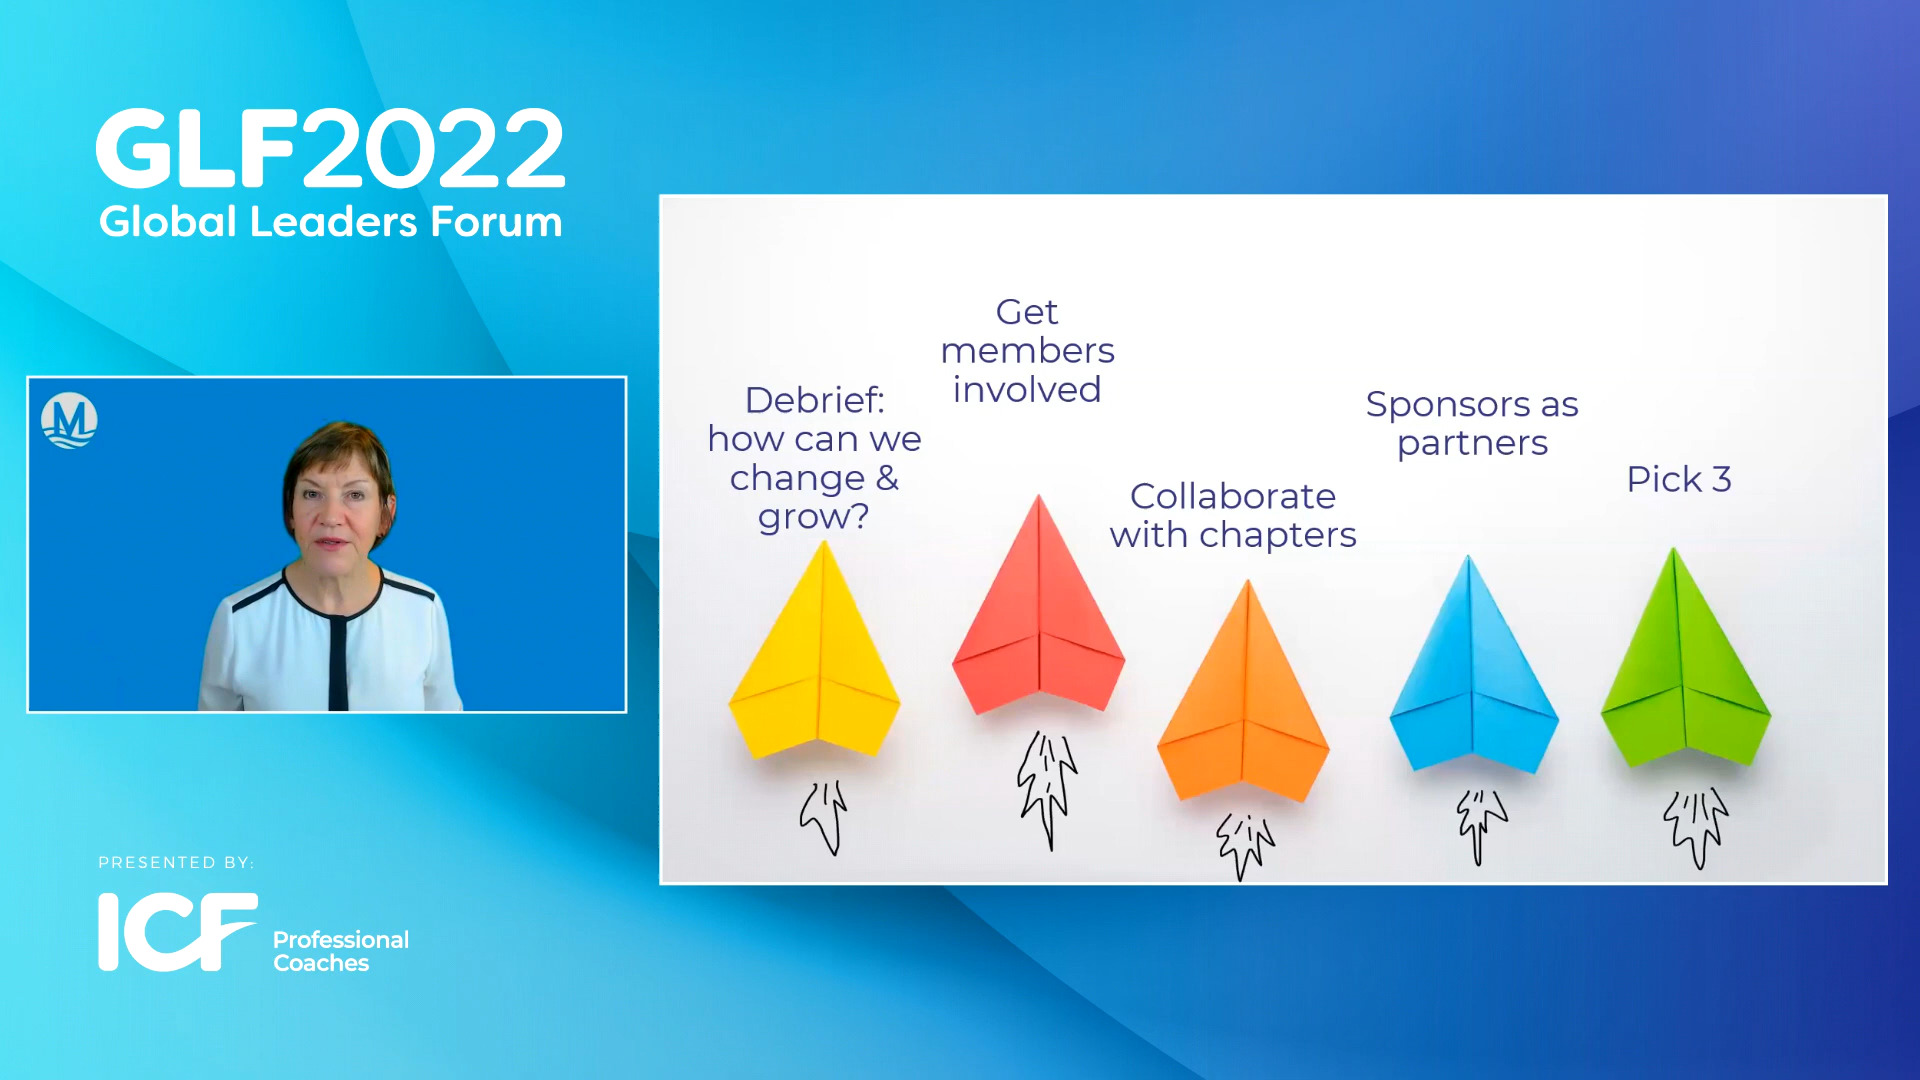 GLF2022
Global Leaders Forum
M
PRESENTED BY:
ICF
Professional
Coaches
Debrief:
how can we
change &
grow?
Get
members
involved
Collaborate
with chapters
Sponsors as
partners
Pick 3